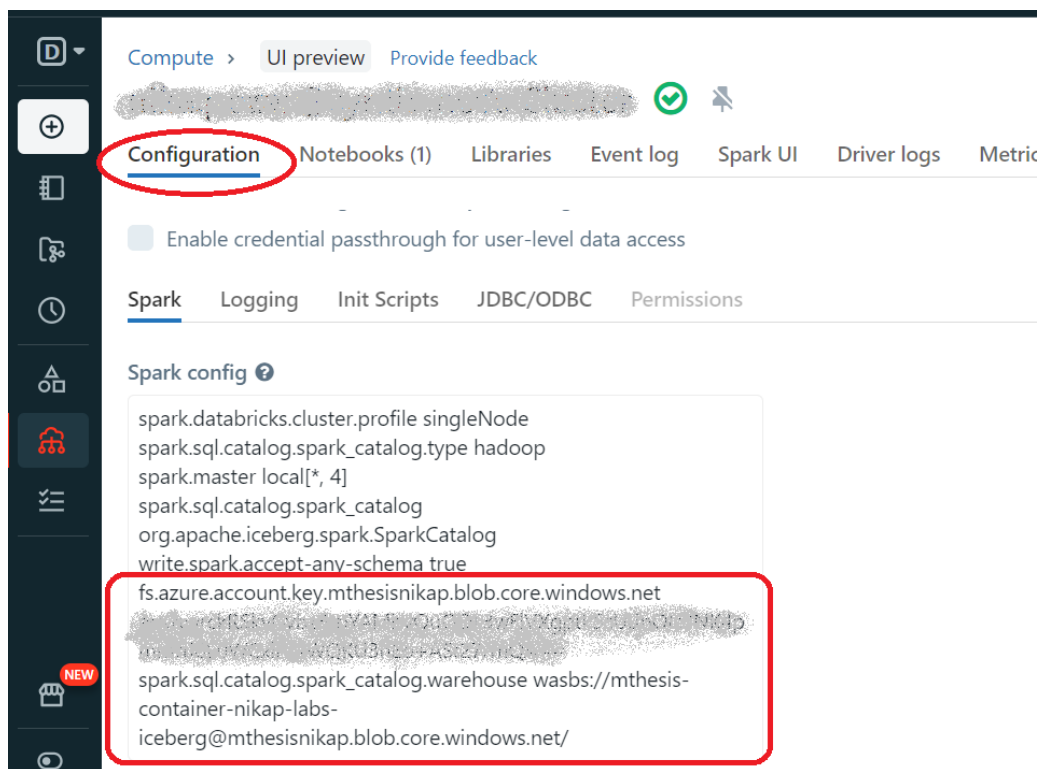 D
Compute > UI preview Provide feedback
Configuration Notebooks (1) Libraries Event log Spark UI Driver logs Metric
Enable credential passthrough for user-level data access
Spark Logging Init Scripts JDBC/ODBC Permissions
Spark config ?
spark.databricks.cluster.profile singleNode
spark.sql.catalog.spark_catalog.type hadoop
spark.master local[*, 4]
spark.sql.catalog.spark_catalog
org.apache.iceberg.spark.SparkCatalog
write.spark.accept-any-schema true
fs.azure.account.key.mthesisnikap.blob.core.windows.net
spark.sql.catalog.spark_catalog.warehouse wasbs://mthesis-
container-nikap-labs-
iceberg@mthesisnikap.blob.core.windows.net/
NEW